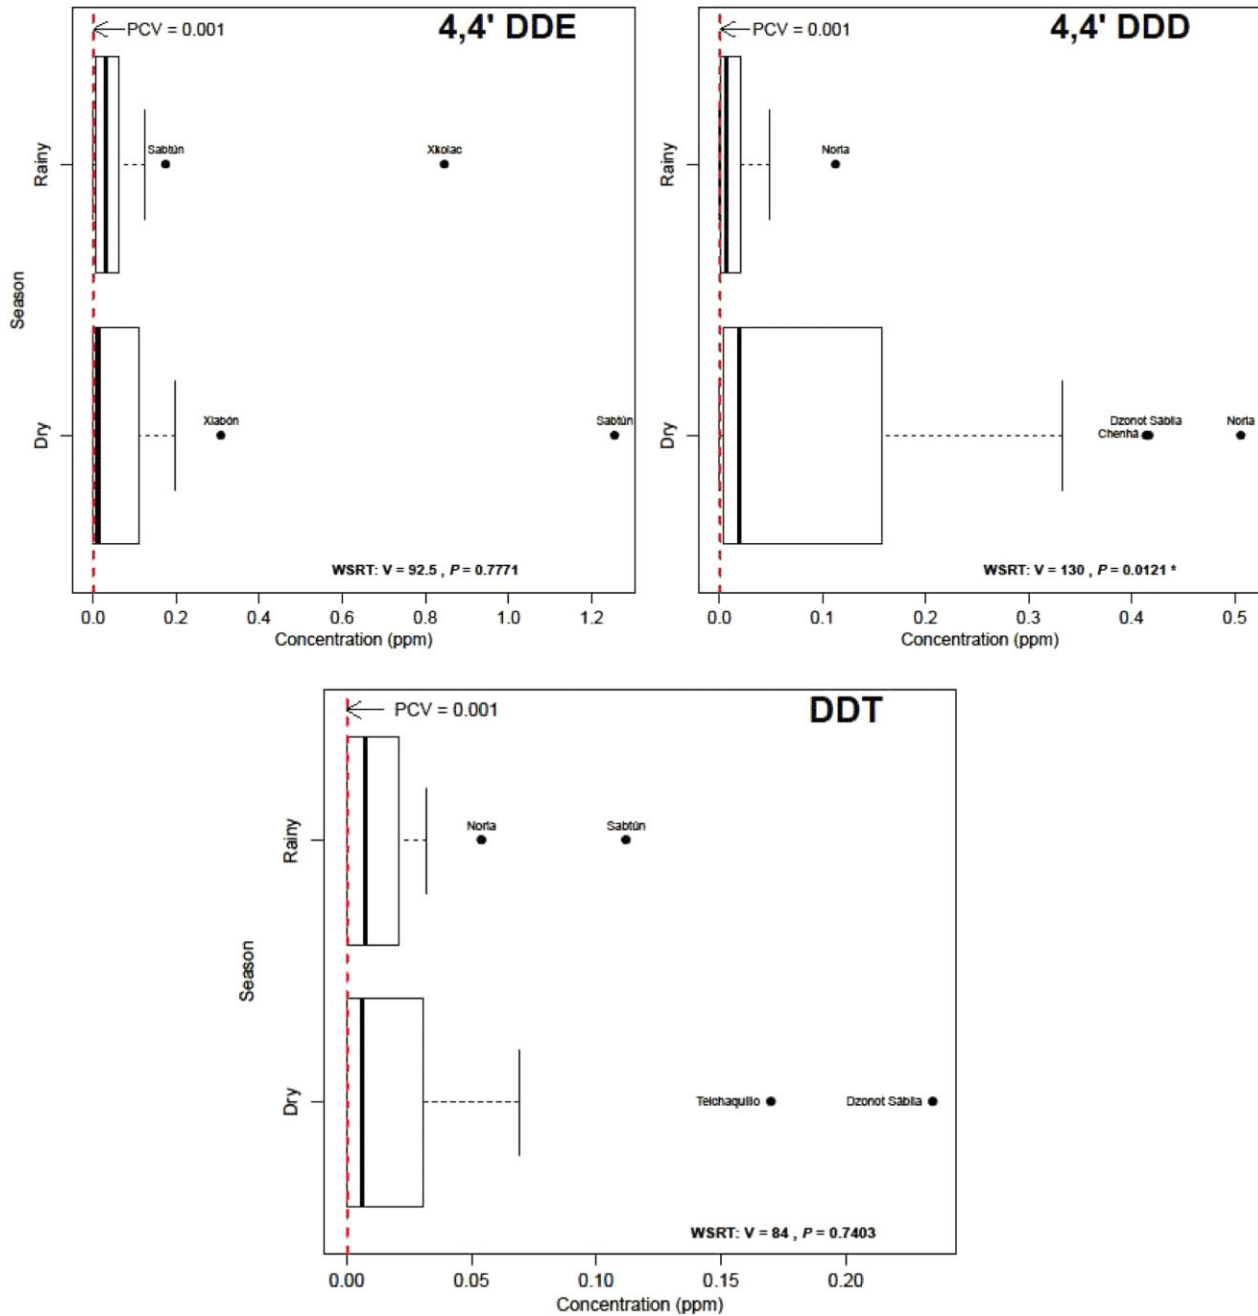 PCV = 0.001
4,4' DDE
Rainy
Sabtún
Xkolac
Season
Dry
Xlabón
Sabtún
WSRT: V = 92.5 , P = 0.7771
0.0 0.2 0.4 0.6 0.8 1.0 1.2
Concentration (ppm)
PCV = 0.001
4,4' DDD
Rainy
Noria
Dry
Dzonot Sábila
Chenhá
Noria
WSRT: V = 130 , P = 0.0121 *
0.0 0.1 0.2 0.3 0.4 0.5
Concentration (ppm)
PCV = 0.001
DDT
Rainy
Noria
Sabtún
Season
Dry
Telchaquillo
Dzonot Sábila
WSRT: V = 84 , P = 0.7403
0.00 0.05 0.10 0.15 0.20
Concentration (ppm)